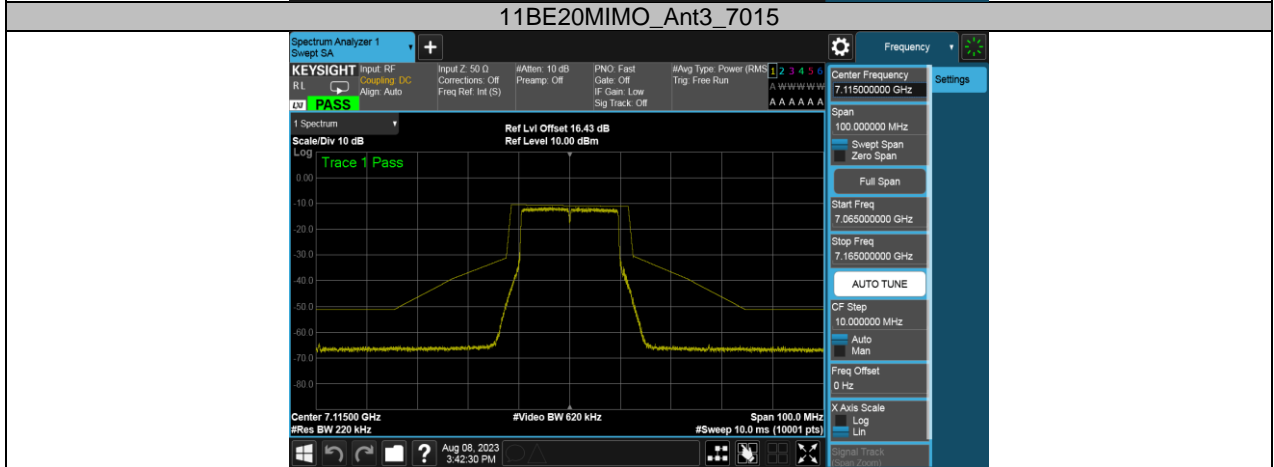 11BE20MIMO_Ant3_7015
Spectrum Analyzer 1
Swept SA
Frequency
KEYSIGHT
RL
LXI
PASS
Input: RF
Coupling: DC
Align: Auto
Input Z: 50 Ω
Corrections: Off
Freq Ref: Int (S)
#Atten: 10 dB
Preamp: Off
PNO: Fast
Gate: Off
IF Gain: Low
Sig Track: Off
#Avg Type: Power (RMS
Trig: Free Run
1 2 3 4 5 6
A W W W W W
A A A A A A
1 Spectrum
Scale/Div 10 dB
Ref Lvl Offset 16.43 dB
Ref Level 10.00 dBm
Log
Trace 1 Pass
0.00
-10.0
-20.0
-30.0
-40.0
-50.0
-60.0
-70.0
-80.0
Center 7.11500 GHz
#Res BW 220 kHz
#Video BW 620 kHz
Span 100.0 MHz
#Sweep 10.0 ms (10001 pts)
Center Frequency
7.115000000 GHz
Settings
Span
100.000000 MHz
Swept Span
Zero Span
Full Span
Start Freq
7.065000000 GHz
Stop Freq
7.165000000 GHz
AUTO TUNE
CF Step
10.000000 MHz
Auto
Man
Freq Offset
0 Hz
X Axis Scale
Log
Lin
Signal Track
(Span Zoom)
?
Aug 08, 2023
3:42:30 PM